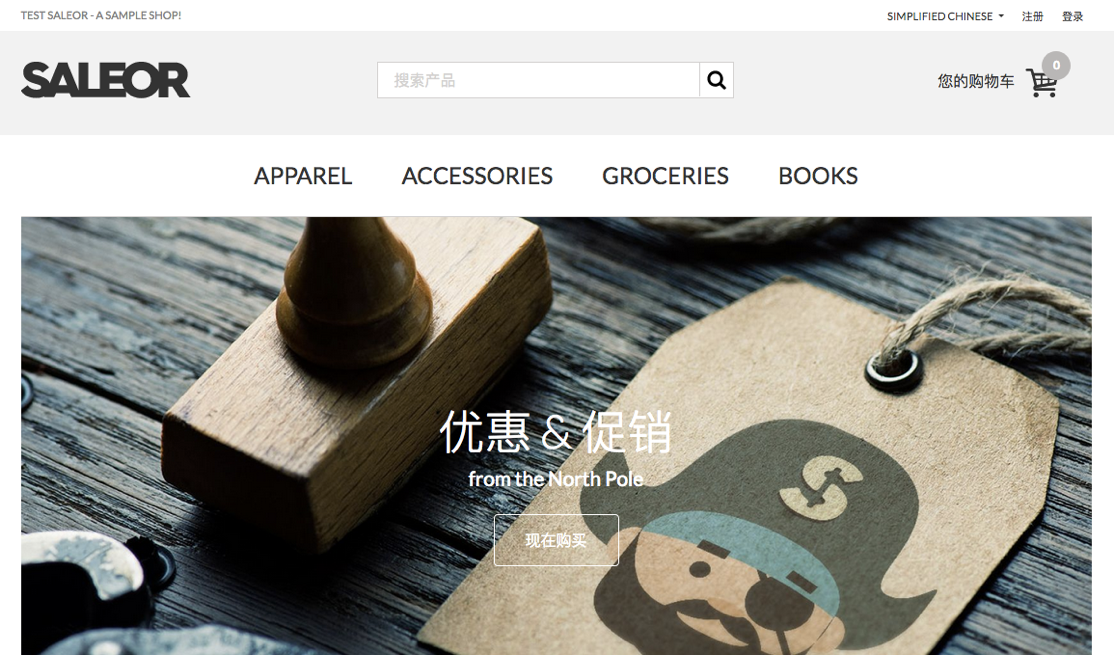 TEST SALEOR - A SAMPLE SHOP!
SIMPLIFIED CHINESE 注册 登录
SALEOR
搜索产品
您的购物车 0
APPAREL ACCESSORIES GROCERIES BOOKS
优惠 & 促销
from the North Pole
现在购买
S